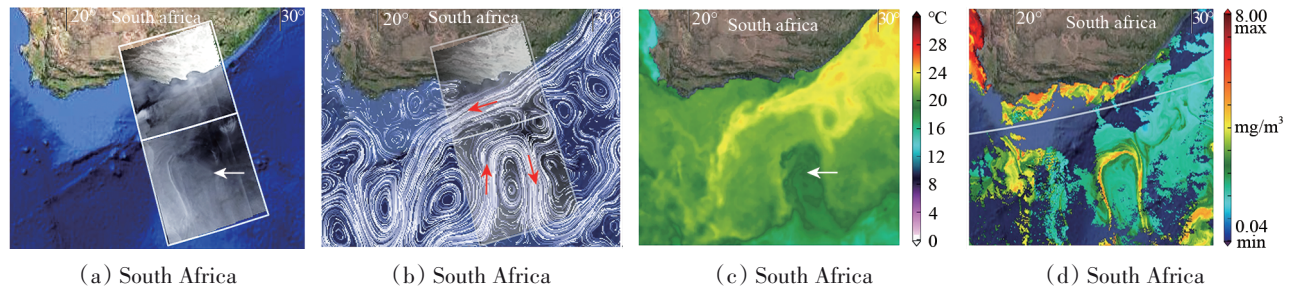 20° South africa 30°
20° South africa 30°
20° South africa 30°
°C
28
24
20
16
12
8
4
0
20° South africa 30°
8.00
max
mg/m³
0.04
min
(a) South Africa
(b) South Africa
(c) South Africa
(d) South Africa